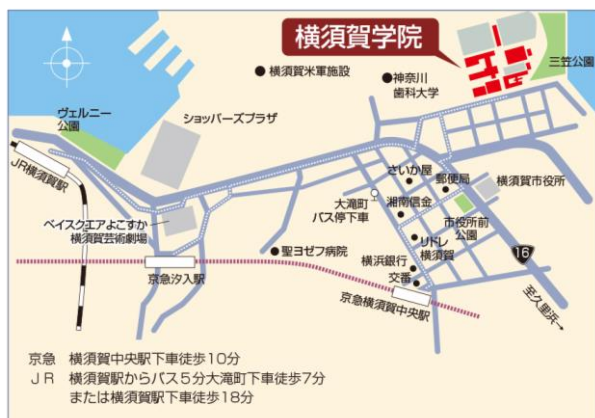 横須賀学院
三笠公園
横須賀米軍施設
神奈川
歯科大学
ヴェルニー
公園
ショッパーズプラザ
JR横須賀駅
さいか屋
郵便局
横須賀市役所
大滝町
バス停下車
湘南信金
市役所前
公園
ベイスクエアよこすか
横須賀芸術劇場
リドレ
横須賀
16
聖ヨゼフ病院
横浜銀行
交番
京急汐入駅
京急横須賀中央駅
至久里浜→
京急 横須賀中央駅下車徒歩10分
JR 横須賀駅からバス5分大滝町下車徒歩7分
または横須賀駅下車徒歩18分